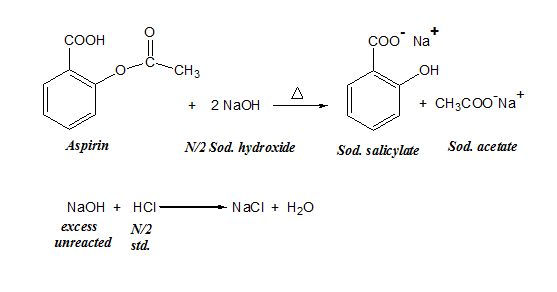 COOH
O
O C CH3
+ 2 NaOH
△
COO- Na+
OH
+ CH3COO-Na+
Aspirin
N/2 Sod. hydroxide
Sod. salicylate
Sod. acetate
NaOH + HCl NaCl + H2O
excess
unreacted
N/2
std.